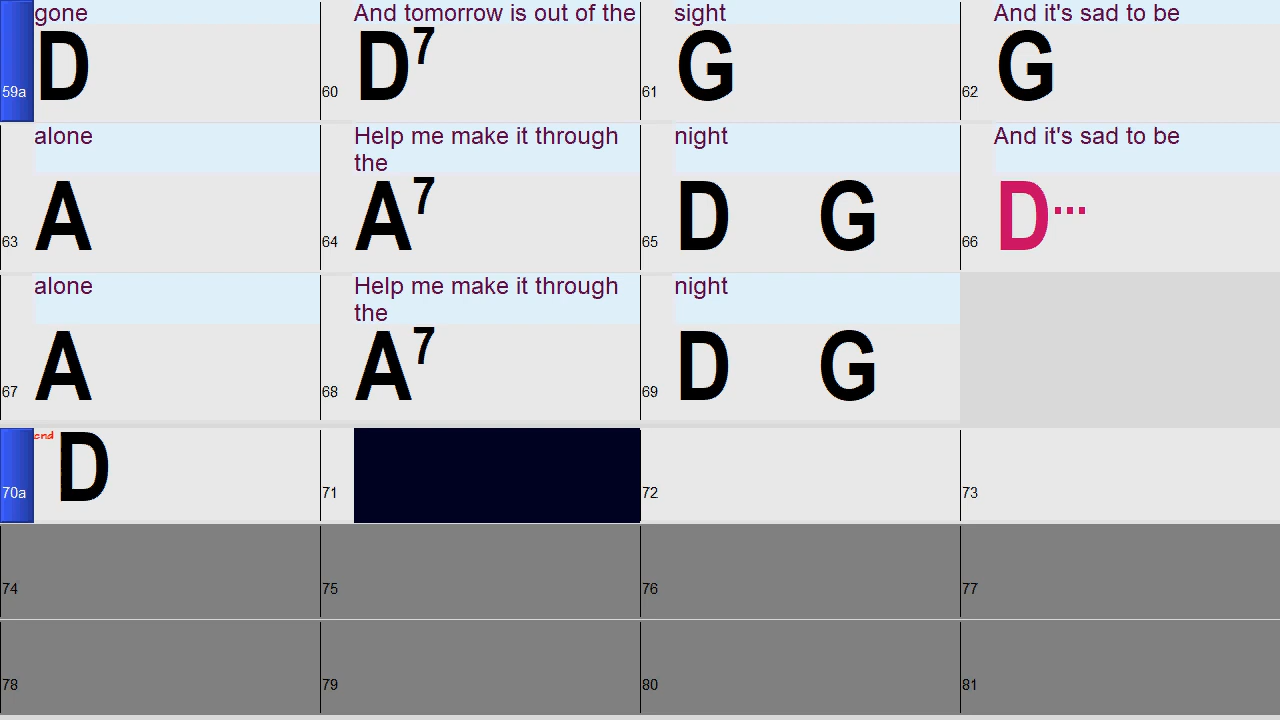 gone And tomorrow is out of the sight And it's sad to be
59a D 60 D7 61 G 62 G
alone Help me make it through the night And it's sad to be
63 A 64 A7 65 D G 66 D...
alone Help me make it through the night
67 A 68 A7 69 D G
end
70a D 71 72 73
74 75 76 77
78 79 80 81